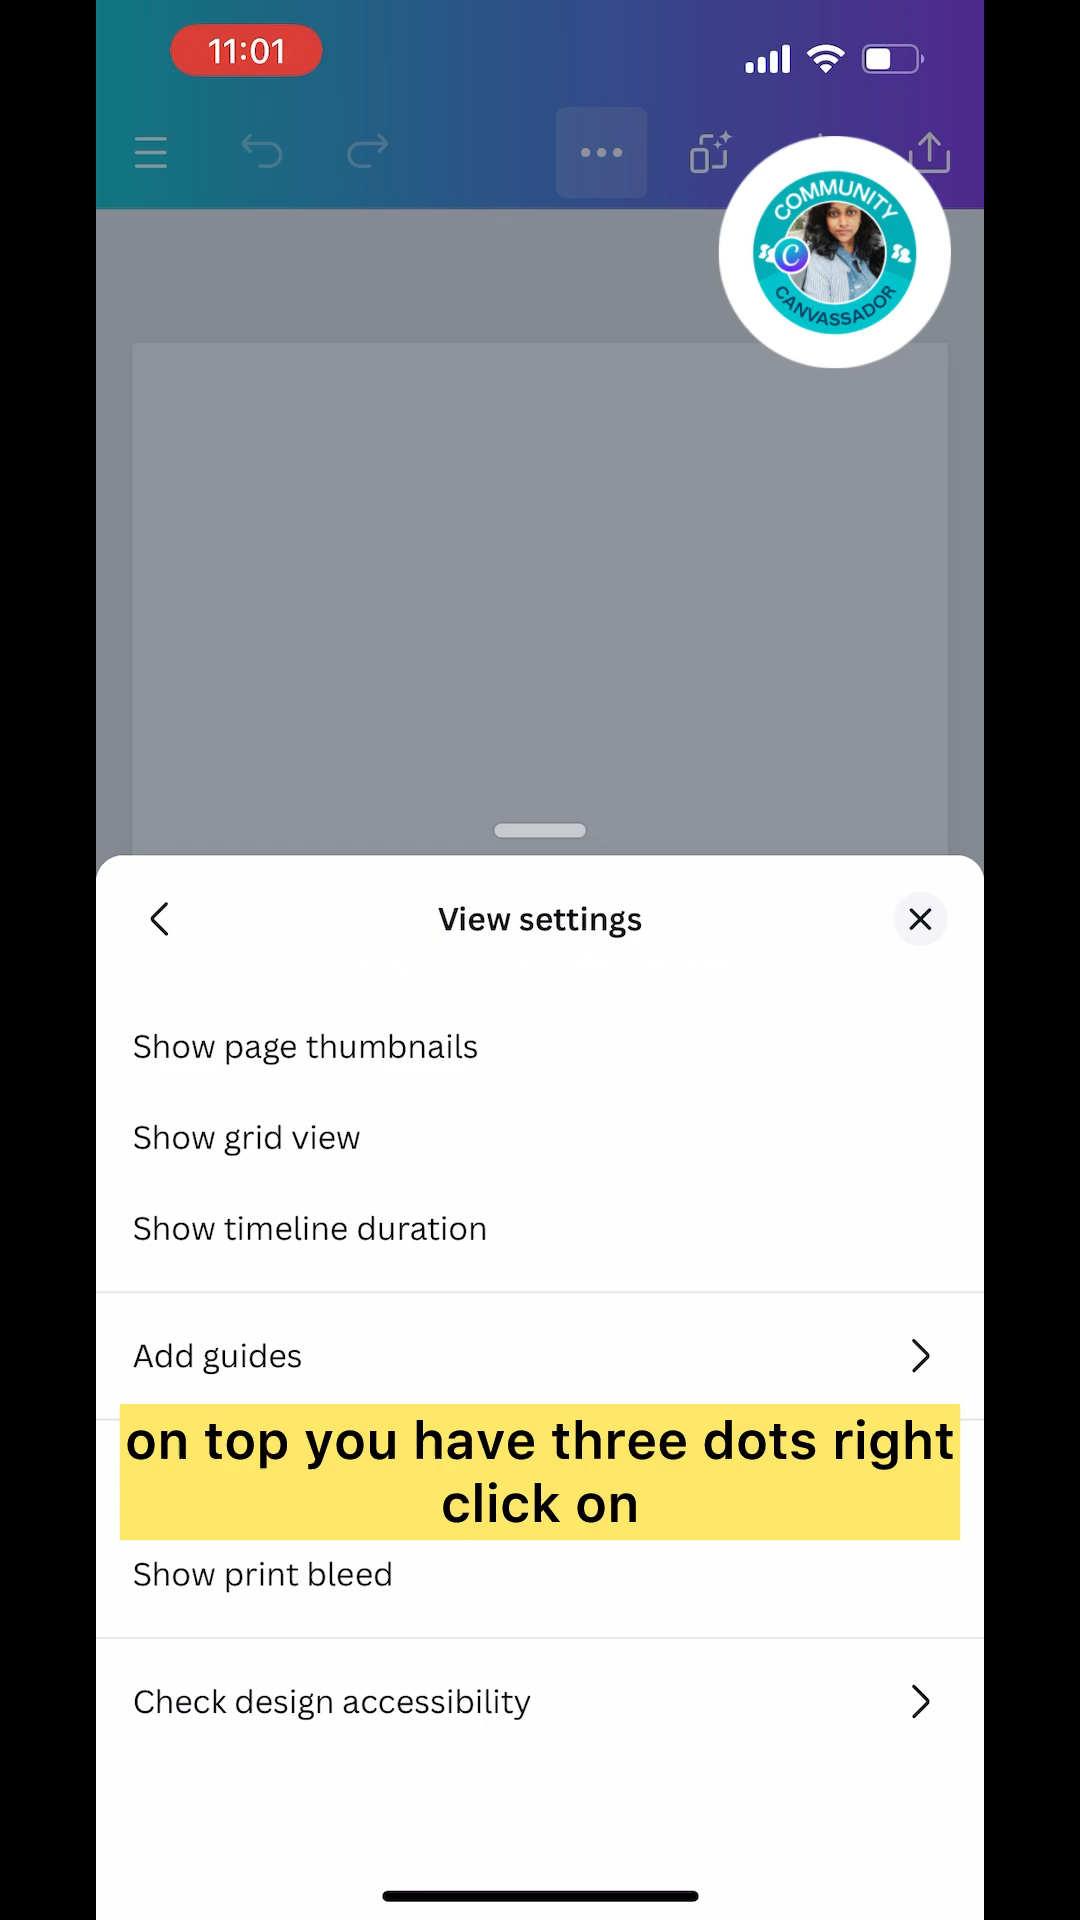 11:01
COMMUNITY
C
CANVASSADOR
View settings
Show page thumbnails
Show grid view
Show timeline duration
Add guides
on top you have three dots right
click on
Show print bleed
Check design accessibility